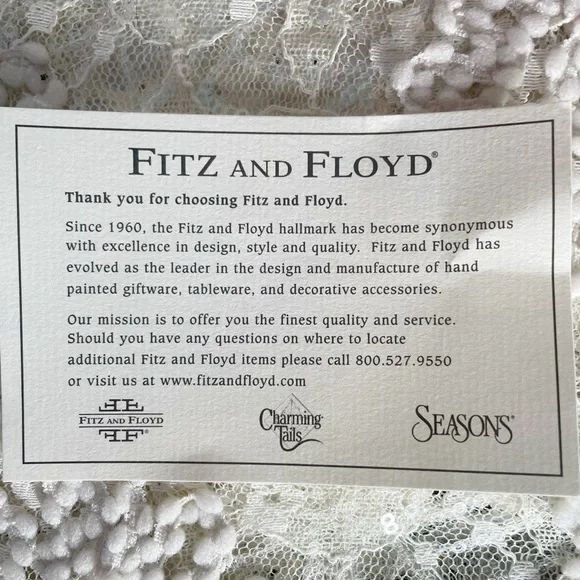 FITZ AND FLOYD®
Thank you for choosing Fitz and Floyd.
Since 1960, the Fitz and Floyd hallmark has become synonymous
with excellence in design, style and quality. Fitz and Floyd has
evolved as the leader in the design and manufacture of hand
painted giftware, tableware, and decorative accessories.
Our mission is to offer you the finest quality and service.
Should you have any questions on where to locate
additional Fitz and Floyd items please call 800.527.9550
or visit us at www.fitzandfloyd.com
FF
FITZ AND FLOYD
FF®
Charming
Tails
SEASONS®